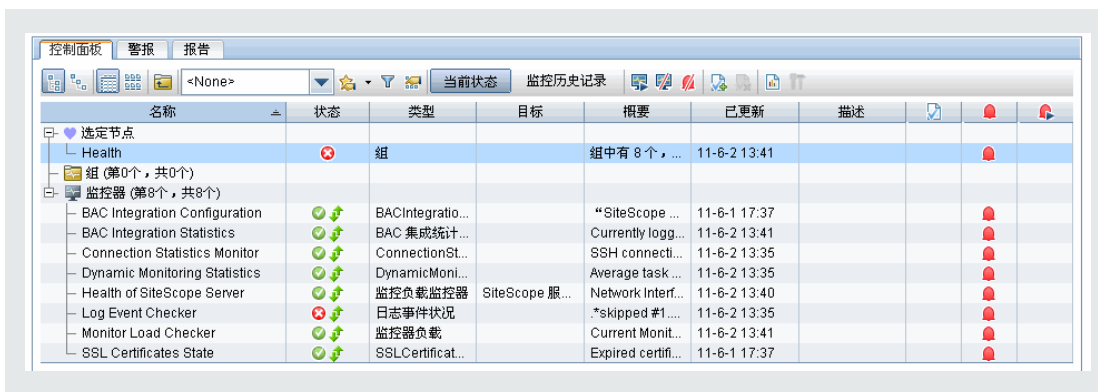 控制面板 警报 报告
<None> 当前状态 监控历史记录
名称 状态 类型 目标 概要 已更新 描述
选定节点
Health 组 组中有 8 个，... 11-6-2 13:41
组 (第0个，共0个)
监控器 (第8个，共8个)
BAC Integration Configuration BACIntegratio... “SiteScope ... 11-6-1 17:37
BAC Integration Statistics BAC 集成统计... Currently logg... 11-6-2 13:41
Connection Statistics Monitor ConnectionSt... SSH connecti... 11-6-2 13:35
Dynamic Monitoring Statistics DynamicMoni... Average task ... 11-6-2 13:35
Health of SiteScope Server 监控负载监控器 SiteScope 服... Network Interf... 11-6-2 13:40
Log Event Checker 日志事件状况 .*skipped #1.... 11-6-2 13:35
Monitor Load Checker 监控器负载 Current Monit... 11-6-2 13:41
SSL Certificates State SSLCertificat... Expired certifi... 11-6-1 17:37